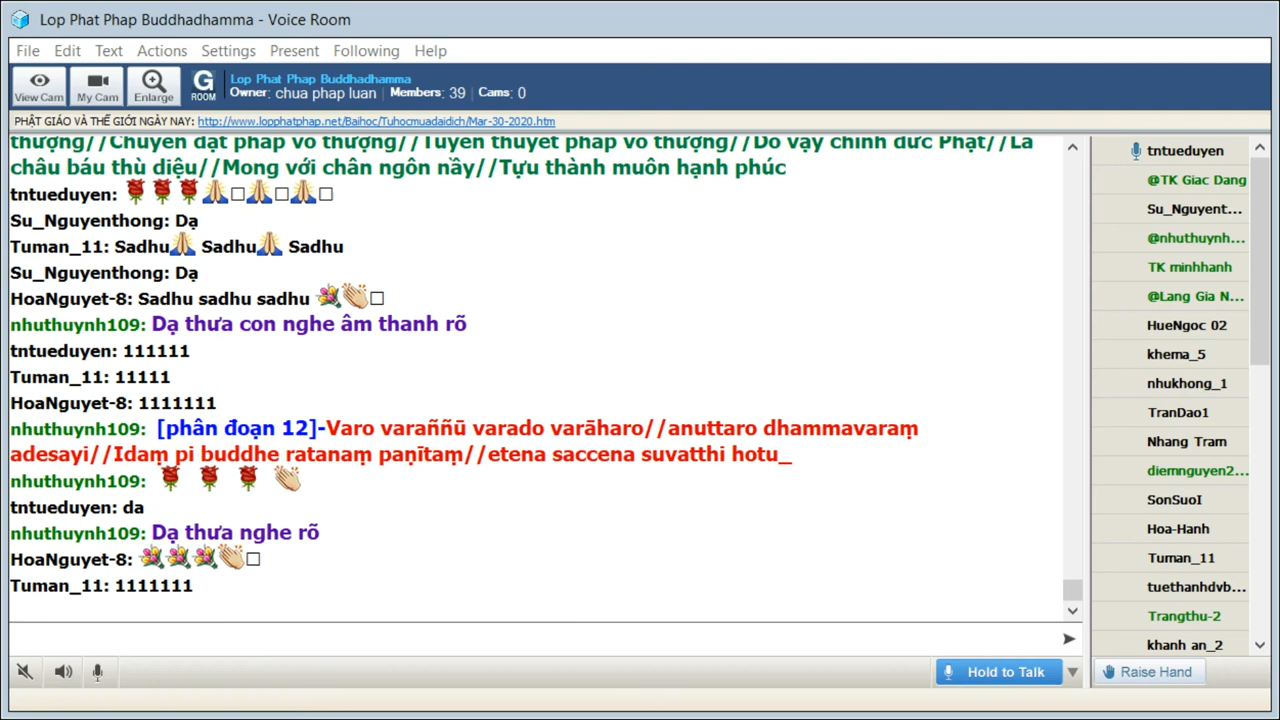 Lop Phat Phap Buddhadhamma - Voice Room
File Edit Text Actions Settings Present Following Help
View Cam My Cam Enlarge G ROOM
Lop Phat Phap Buddhadhamma
Owner: chua phap luan Members: 39 Cams: 0
PHẬT GIÁO VÀ THẾ GIỚI NGÀY NAY: http://www.lopphatphap.net/Baihoc/Tuhocmuadaidich/Mar-30-2020.htm
thượng//Chuyển đạt pháp vô thượng//Tuyên thuyết pháp vô thượng//Do vậy chính đức Phật//Là
châu báu thù diệu//Mong với chân ngôn nầy//Tựu thành muôn hạnh phúc
tntueduyen:
Su_Nguyenthong: Dạ
Tuman_11: Sadhu Sadhu Sadhu
Su_Nguyenthong: Dạ
HoaNguyet-8: Sadhu sadhu sadhu
nhuthuynh109: Dạ thưa con nghe âm thanh rõ
tntueduyen: 111111
Tuman_11: 11111
HoaNguyet-8: 1111111
nhuthuynh109: [phân đoạn 12]-Varo varaññū varado varāharo//anuttaro dhammavaraṃ
adesayi//Idaṃ pi buddhe ratanaṃ paṇītaṃ//etena saccena suvatthi hotu_
nhuthuynh109:
tntueduyen: da
nhuthuynh109: Dạ thưa nghe rõ
HoaNguyet-8:
Tuman_11: 1111111
tntueduyen
@TK Giac Dang
Su_Nguyent...
@nhuthuynh...
TK minhhanh
@Lang Gia N...
HueNgoc 02
khema_5
nhukhong_1
TranDao1
Nhang Tram
diemnguyen2...
SonSuoI
Hoa-Hanh
Tuman_11
tuethanhdvb...
Trangthu-2
khanh an_2
Hold to Talk
Raise Hand